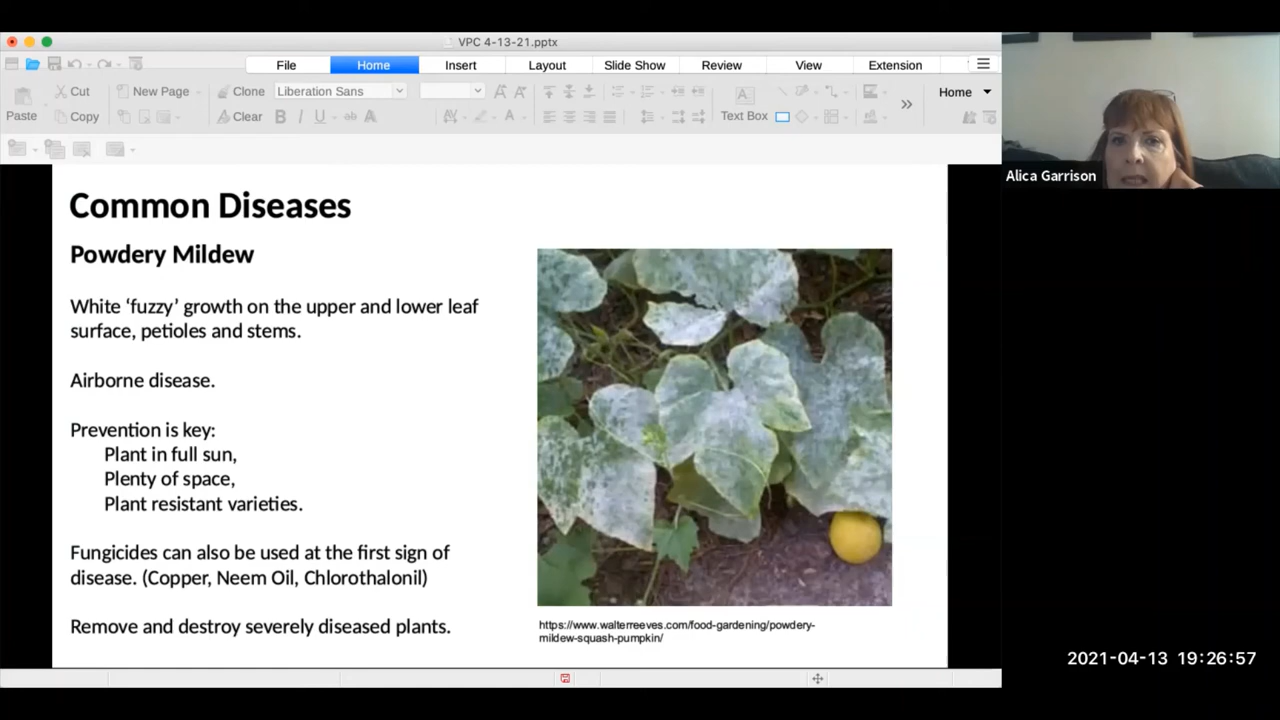 VPC 4-13-21.pptx
File Home Insert Layout Slide Show Review View Extension
Cut New Page Clone Liberation Sans Home
Paste Copy Clear B I U ab A Text Box
Common Diseases
Powdery Mildew
White ‘fuzzy’ growth on the upper and lower leaf
surface, petioles and stems.
Airborne disease.
Prevention is key:
Plant in full sun,
Plenty of space,
Plant resistant varieties.
Fungicides can also be used at the first sign of
disease. (Copper, Neem Oil, Chlorothalonil)
Remove and destroy severely diseased plants.
https://www.walterreeves.com/food-gardening/powdery-
mildew-squash-pumpkin/
Alica Garrison
2021-04-13 19:26:57